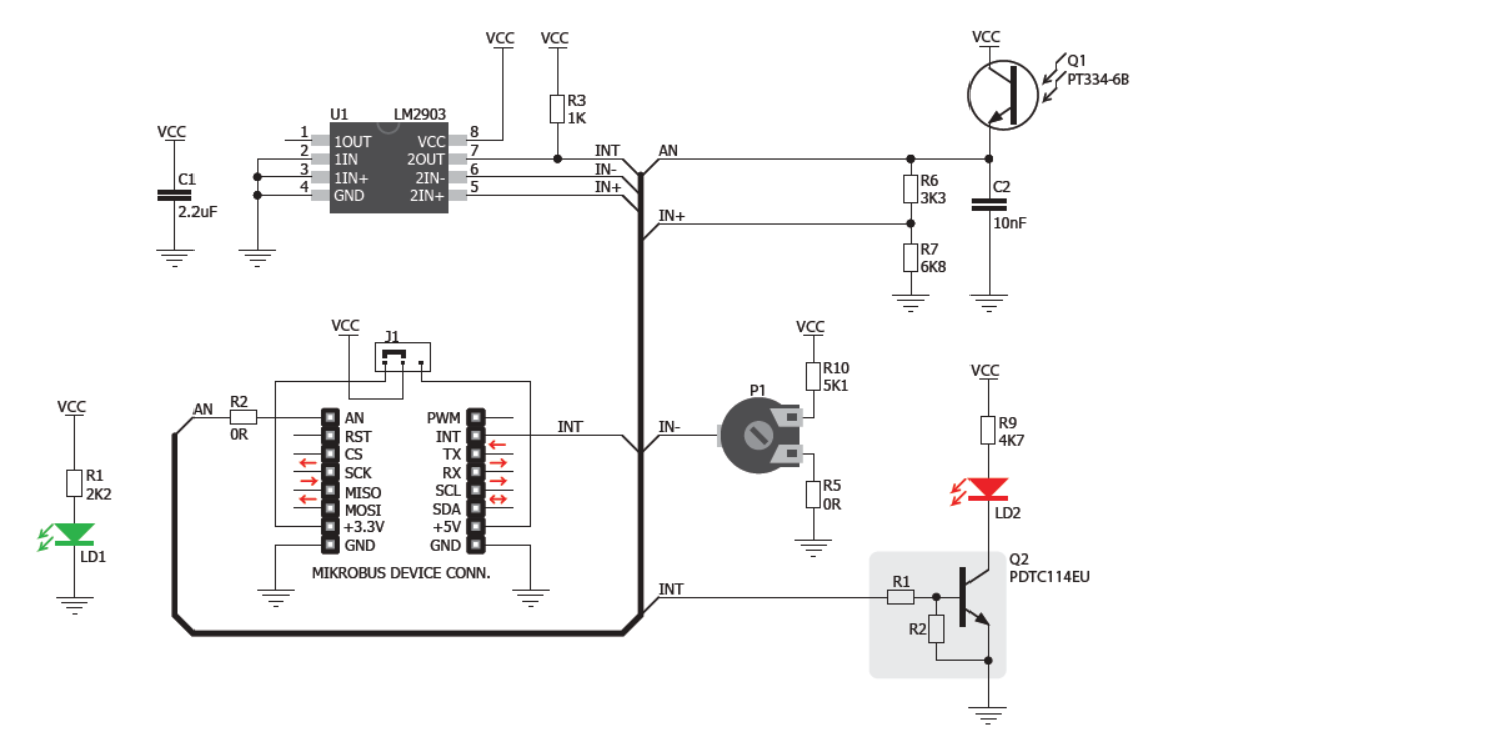 VCC
VCC
VCC
Q1
PT334-6B
U1
LM2903
R3
1K
VCC
1
1OUT
VCC
8
2
1IN
2OUT
7
INT
AN
3
1IN+
2IN-
6
IN-
4
GND
2IN+
5
IN+
C1
2.2uF
R6
3K3
C2
10nF
IN+
R7
6K8
VCC
J1
VCC
R10
5K1
VCC
P1
VCC
AN
R2
0R
AN
RST
CS
SCK
MISO
MOSI
+3.3V
GND
PWM
INT
TX
RX
SCL
SDA
+5V
GND
INT
IN-
R9
4K7
R1
2K2
R5
0R
LD2
LD1
MIKROBUS DEVICE CONN.
Q2
PDTC114EU
INT
R1
R2